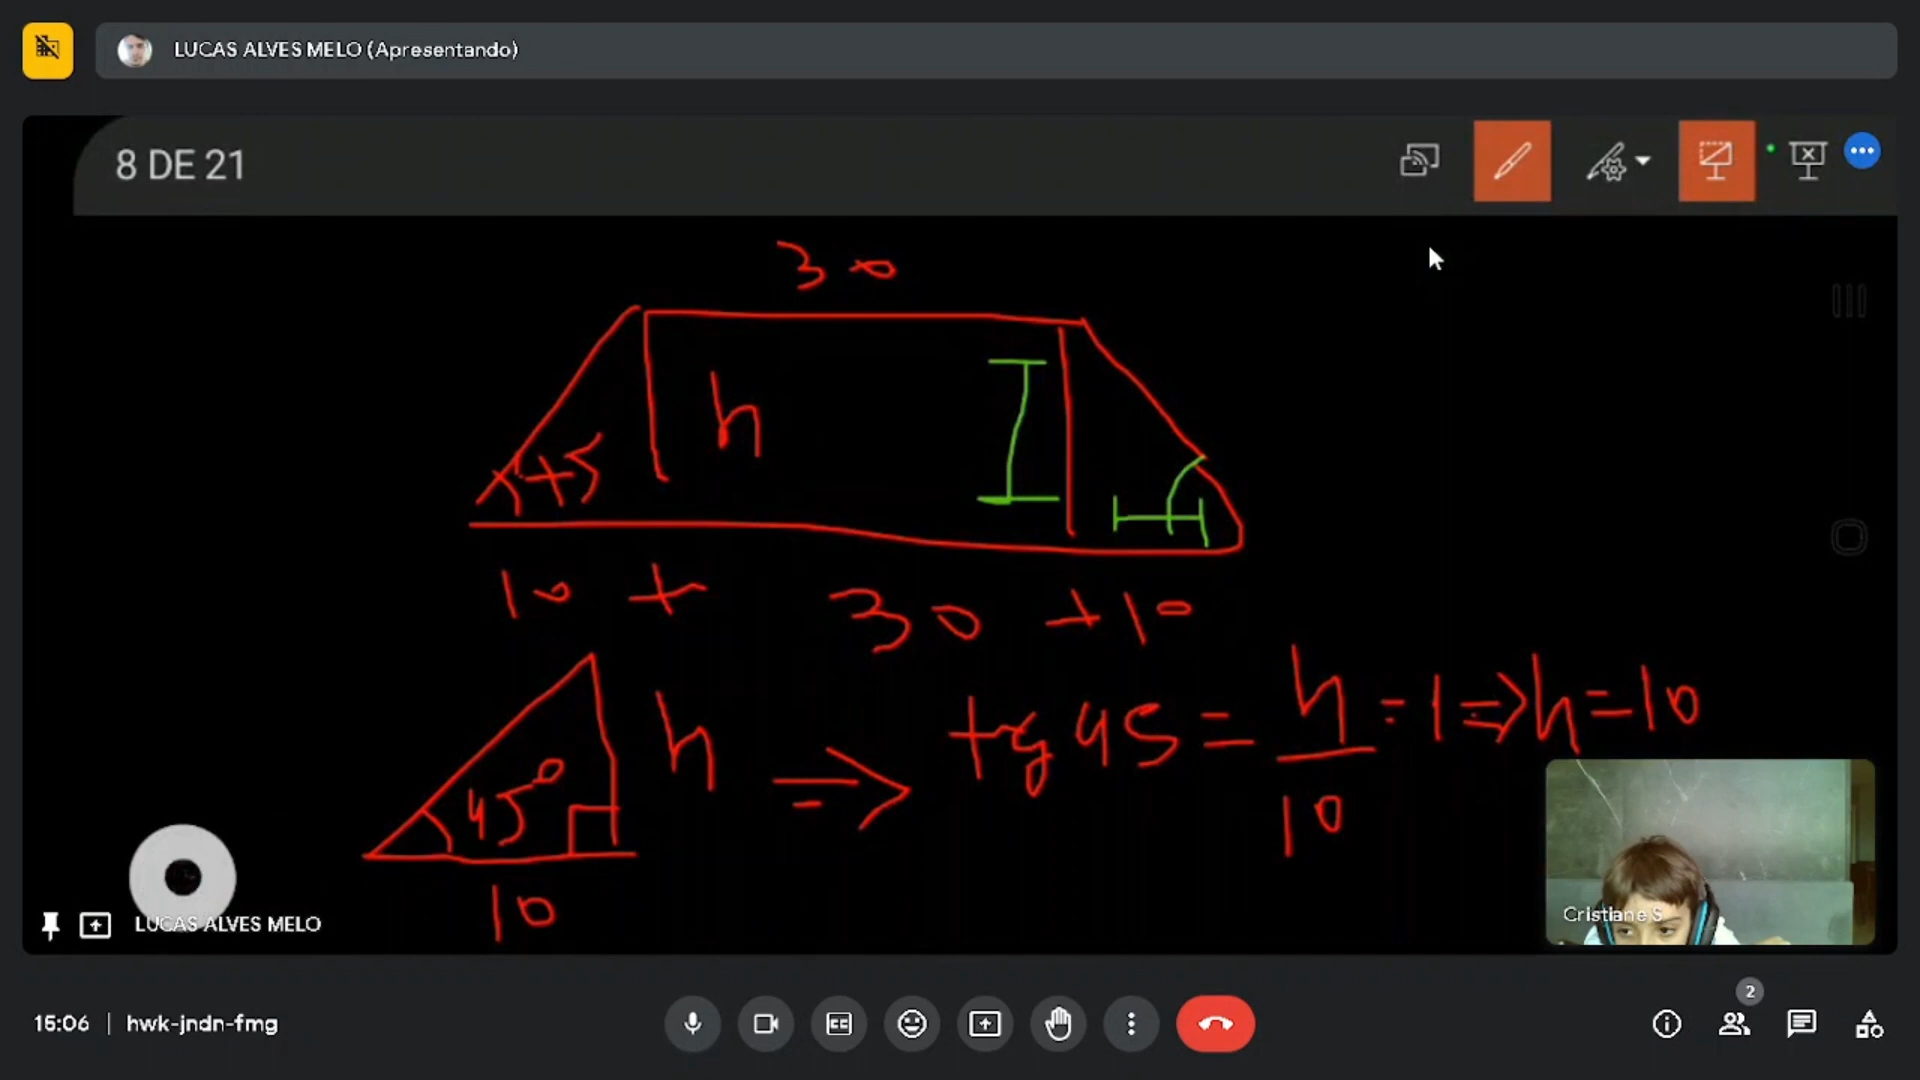 LUCAS ALVES MELO (Apresentando)
8 DE 21
30
h
45
10 + 30 + 10
h
45°
10
⇒ tg 45 = h/10 = 1 ⇒ h = 10
Cristiane S
LUCAS ALVES MELO
2
15:06 | hwk-jndn-fmg